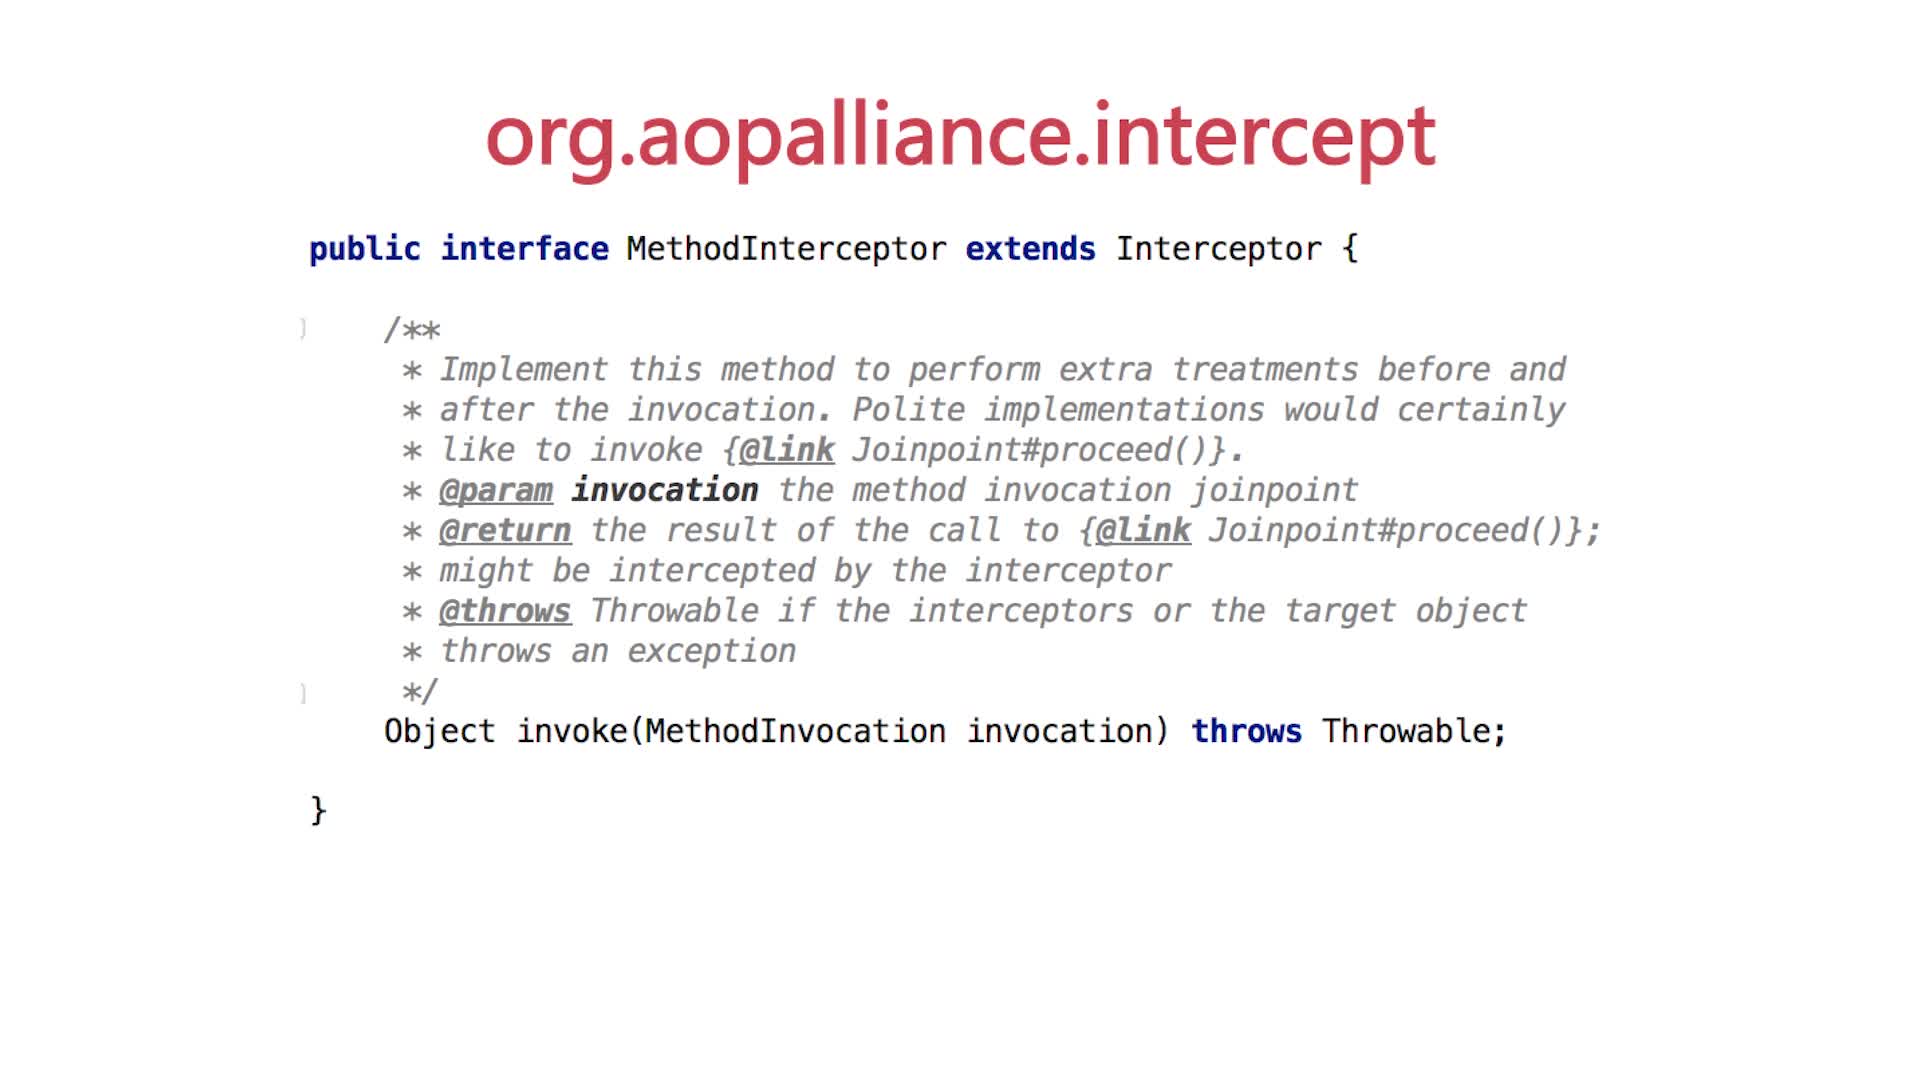 org.aopalliance.intercept
public interface MethodInterceptor extends Interceptor {
/**
* Implement this method to perform extra treatments before and
* after the invocation. Polite implementations would certainly
* like to invoke {@link Joinpoint#proceed()}.
* @param invocation the method invocation joinpoint
* @return the result of the call to {@link Joinpoint#proceed()};
* might be intercepted by the interceptor
* @throws Throwable if the interceptors or the target object
* throws an exception
*/
Object invoke(MethodInvocation invocation) throws Throwable;
}